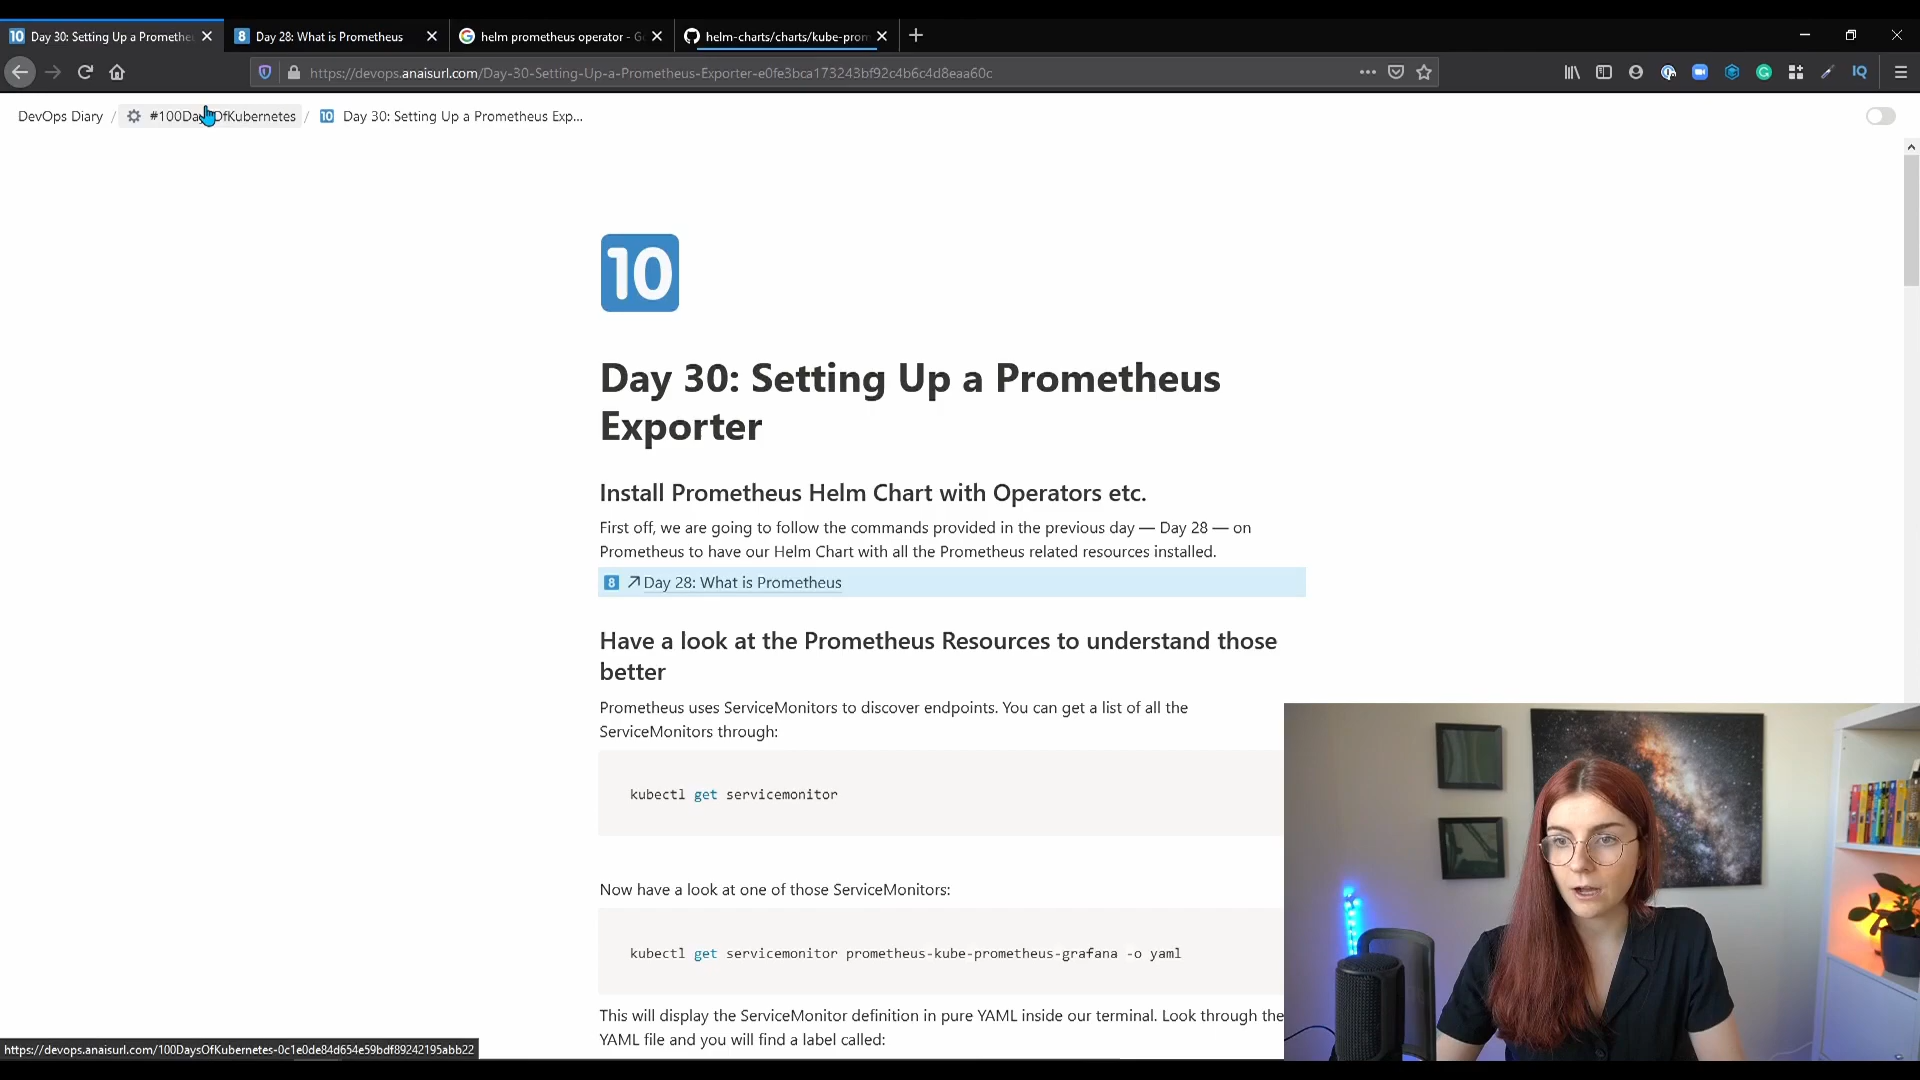 Day 30: Setting Up a Promethe
Day 28: What is Prometheus
helm prometheus operator - G
helm-charts/charts/kube-prom
https://devops.anaisurl.com/Day-30-Setting-Up-a-Prometheus-Exporter-e0fe3bca173243bf92c4b6c4d8eaa60c
IQ
DevOps Diary / #100DaysOfKubernetes / 10 Day 30: Setting Up a Prometheus Exp...
10
Day 30: Setting Up a Prometheus
Exporter
Install Prometheus Helm Chart with Operators etc.
First off, we are going to follow the commands provided in the previous day — Day 28 — on
Prometheus to have our Helm Chart with all the Prometheus related resources installed.
8 Day 28: What is Prometheus
Have a look at the Prometheus Resources to understand those
better
Prometheus uses ServiceMonitors to discover endpoints. You can get a list of all the
ServiceMonitors through:
kubectl get servicemonitor
Now have a look at one of those ServiceMonitors:
kubectl get servicemonitor prometheus-kube-prometheus-grafana -o yaml
This will display the ServiceMonitor definition in pure YAML inside our terminal. Look through the
YAML file and you will find a label called:
https://devops.anaisurl.com/100DaysOfKubernetes-0c1e0de84d654e59bdf89242195abb22